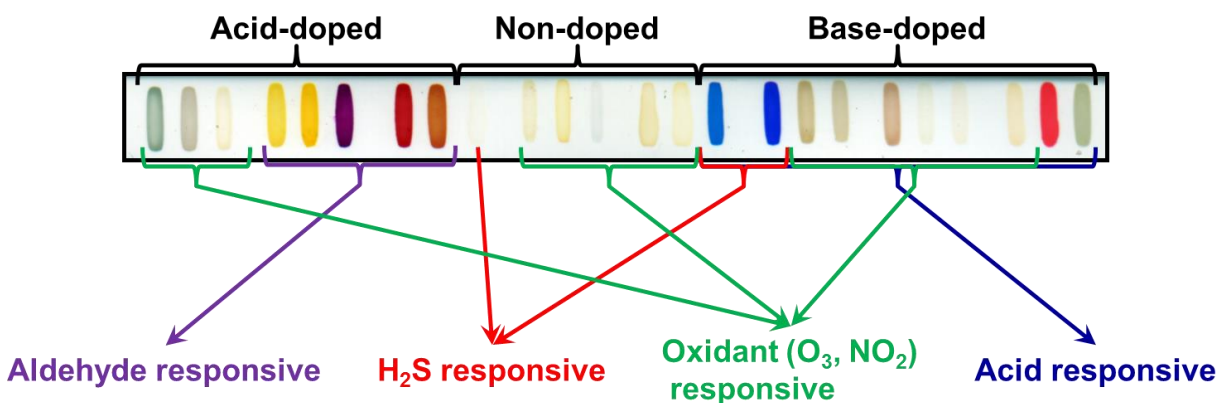 Acid-doped Non-doped Base-doped
Aldehyde responsive H₂S responsive Oxidant (O₃, NO₂) Acid responsive
responsive